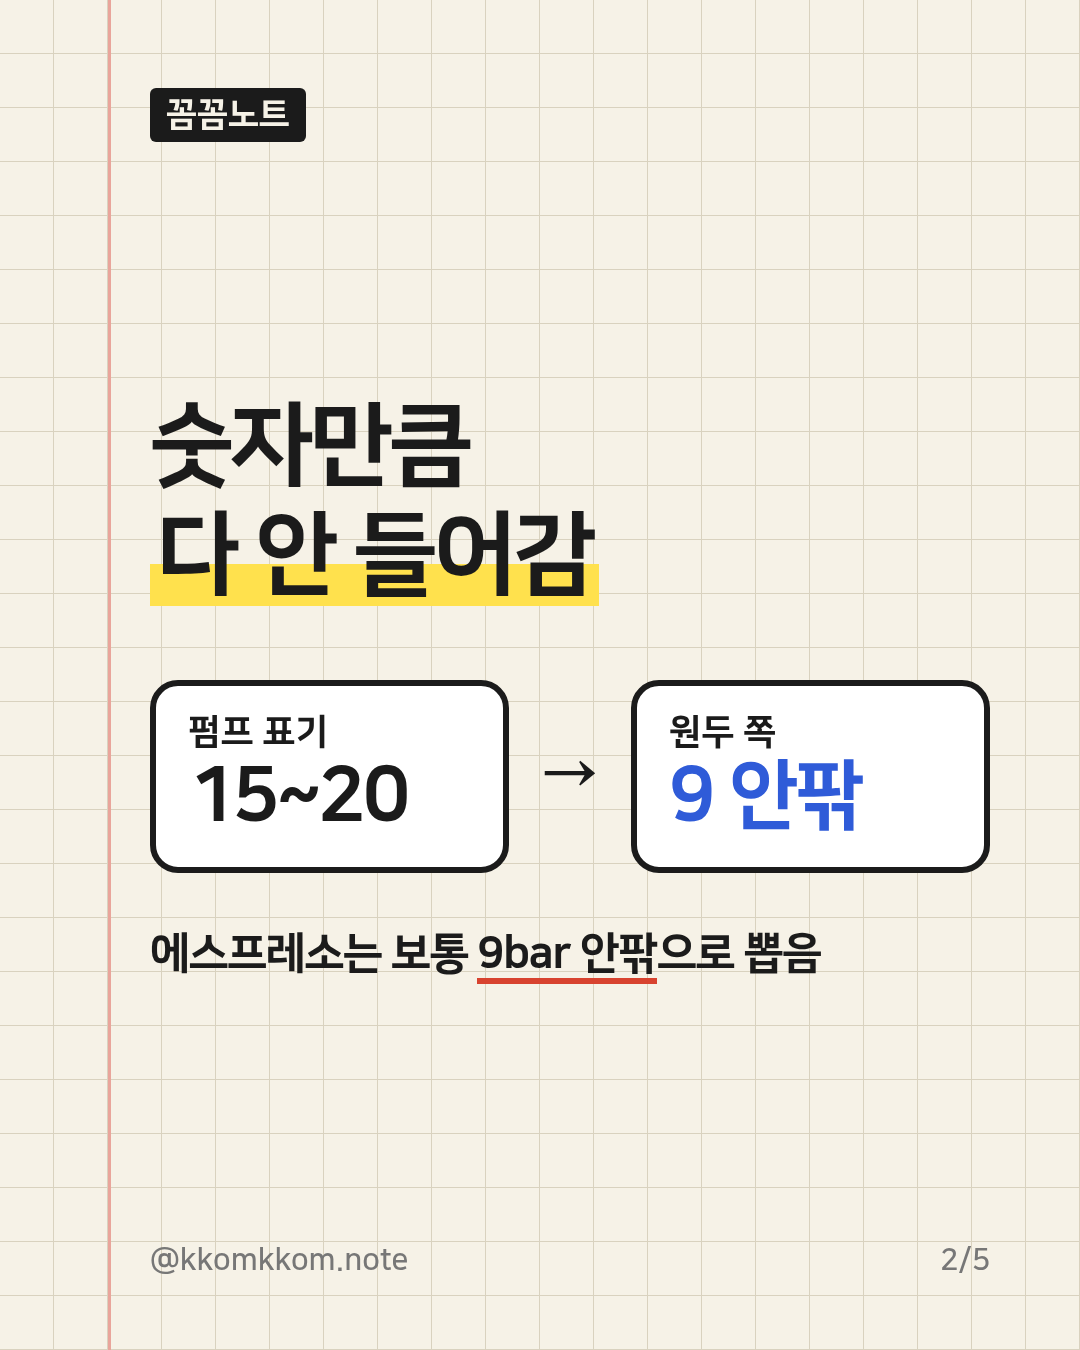 꼼꼼노트
숫자만큼
다 안 들어감
펌프 표기
15~20
→
원두 쪽
9 안팎
에스프레소는 보통 9bar 안팎으로 뽑음
@kkomkkom.note
2/5